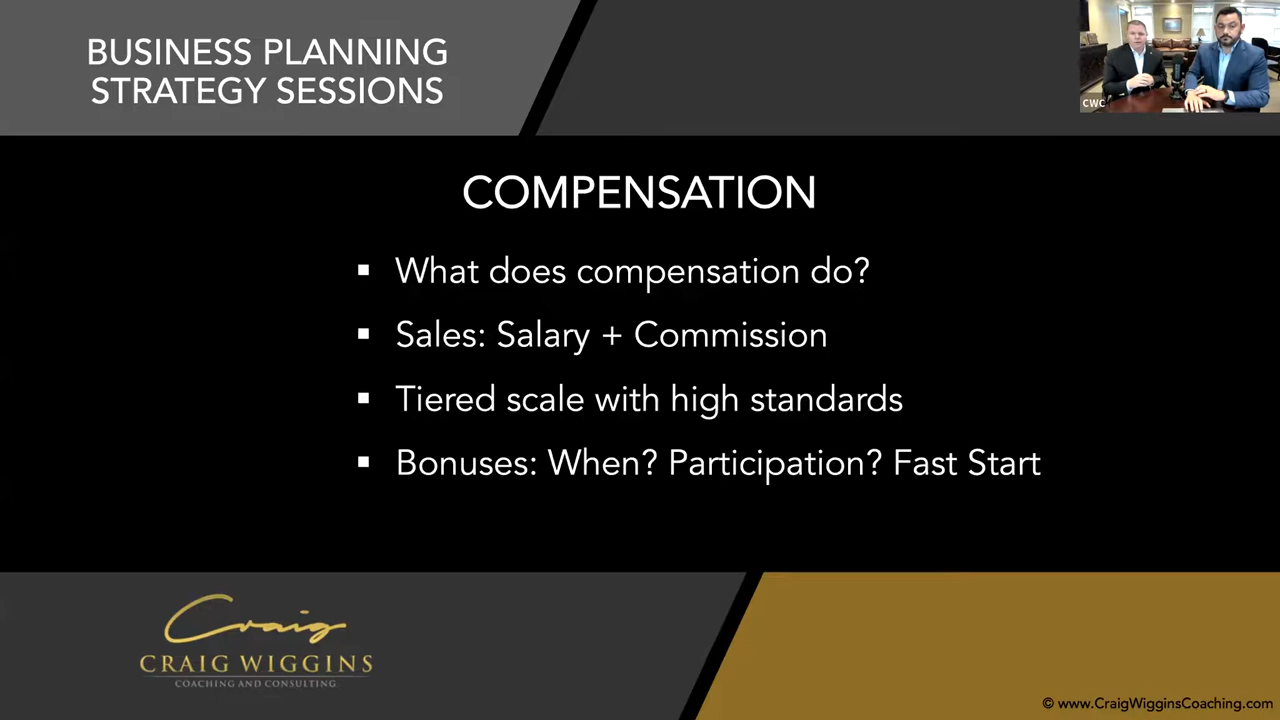 BUSINESS PLANNING
STRATEGY SESSIONS
CWC
COMPENSATION
▪ What does compensation do?
▪ Sales: Salary + Commission
▪ Tiered scale with high standards
▪ Bonuses: When? Participation? Fast Start
Craig
CRAIG WIGGINS
COACHING AND CONSULTING
© www.CraigWigginsCoaching.com